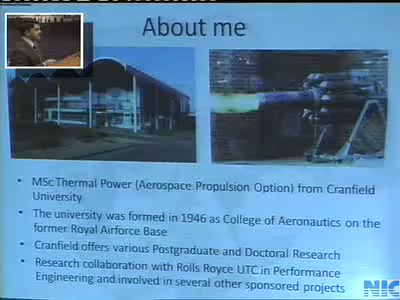 About me
• MSc Thermal Power (Aerospace Propulsion Option) from Cranfield
University
• The university was formed in 1946 as College of Aeronautics on the
former Royal Airforce Base
• Cranfield offers various Postgraduate and Doctoral Research
• Research collaboration with Rolls Royce UTC in Performance
Engineering and involved in several other sponsored projects
NIC